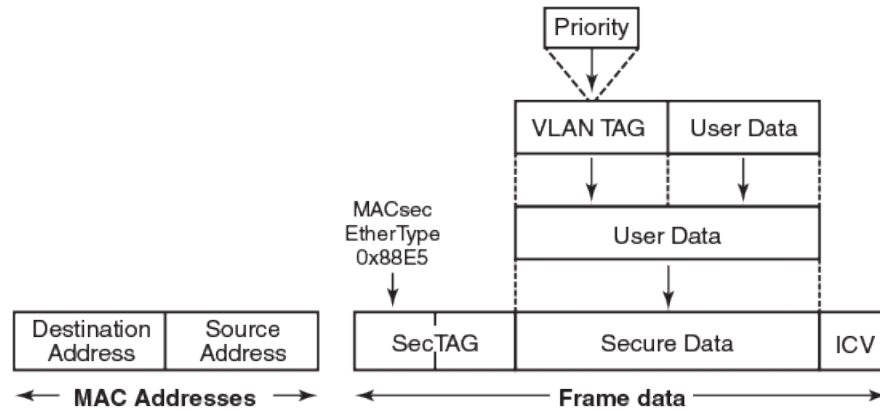 Priority
VLAN TAG
User Data
MACsec
EtherType
0x88E5
User Data
Destination
Address
Source
Address
SecTAG
Secure Data
ICV
MAC Addresses
Frame data